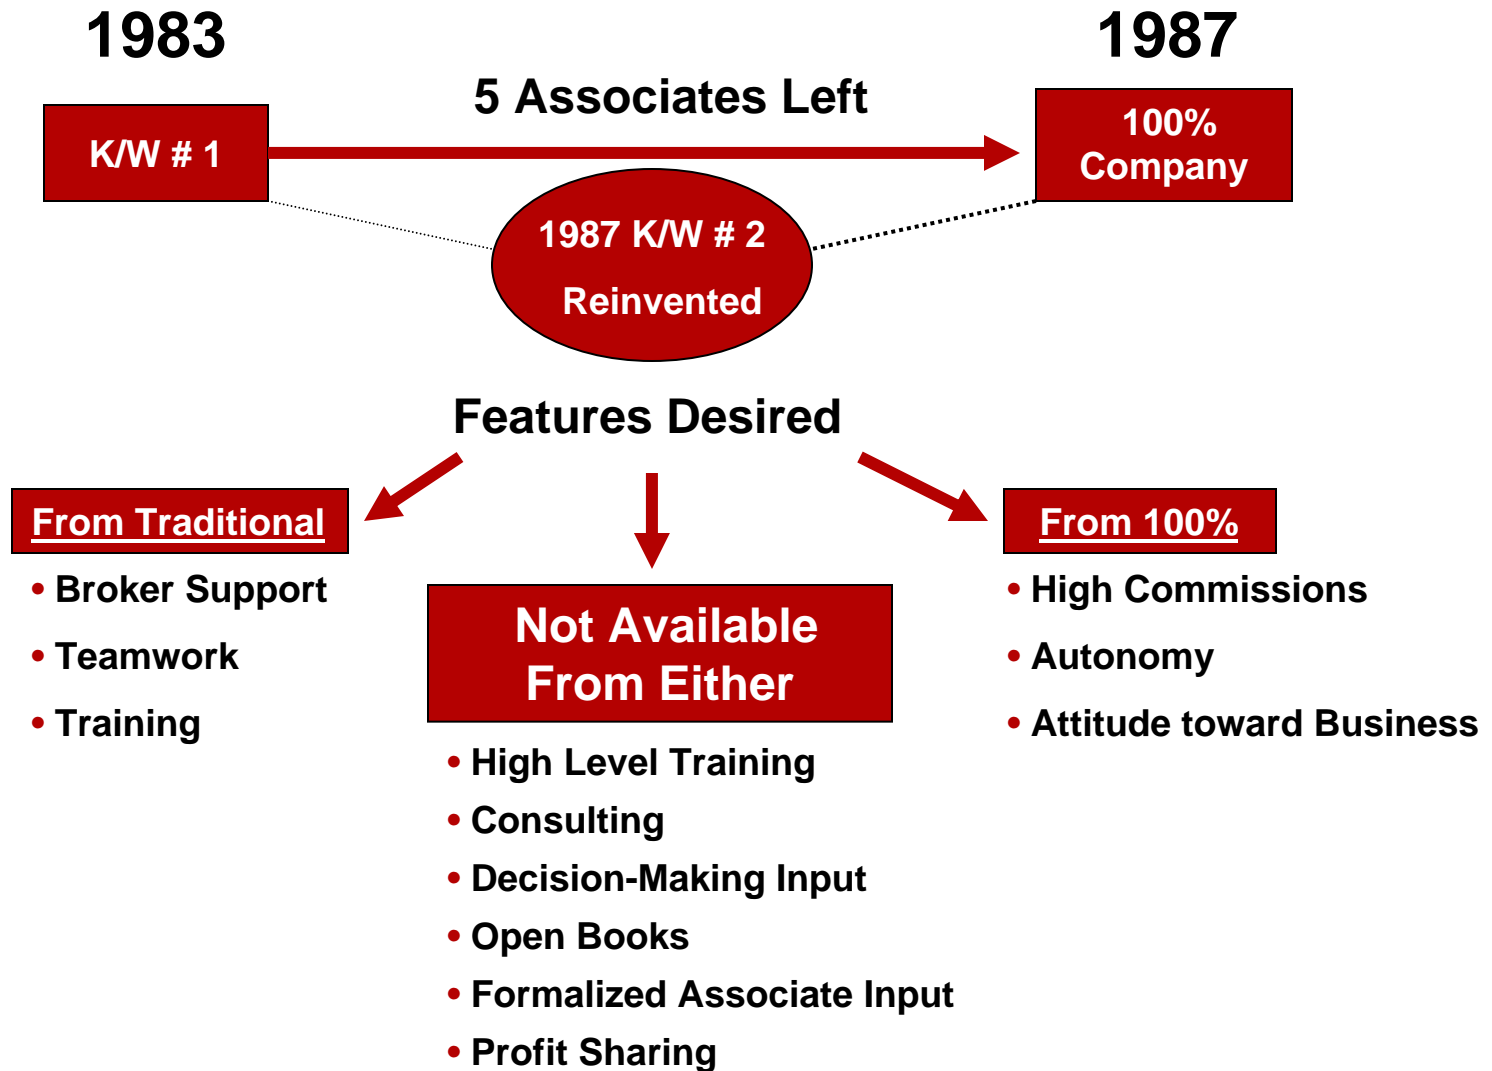 1983
1987
5 Associates Left
K/W # 1
100%
Company
1987 K/W # 2
Reinvented
Features Desired
From Traditional
• Broker Support
• Teamwork
• Training
Not Available
From Either
• High Level Training
• Consulting
• Decision-Making Input
• Open Books
• Formalized Associate Input
• Profit Sharing
From 100%
• High Commissions
• Autonomy
• Attitude toward Business